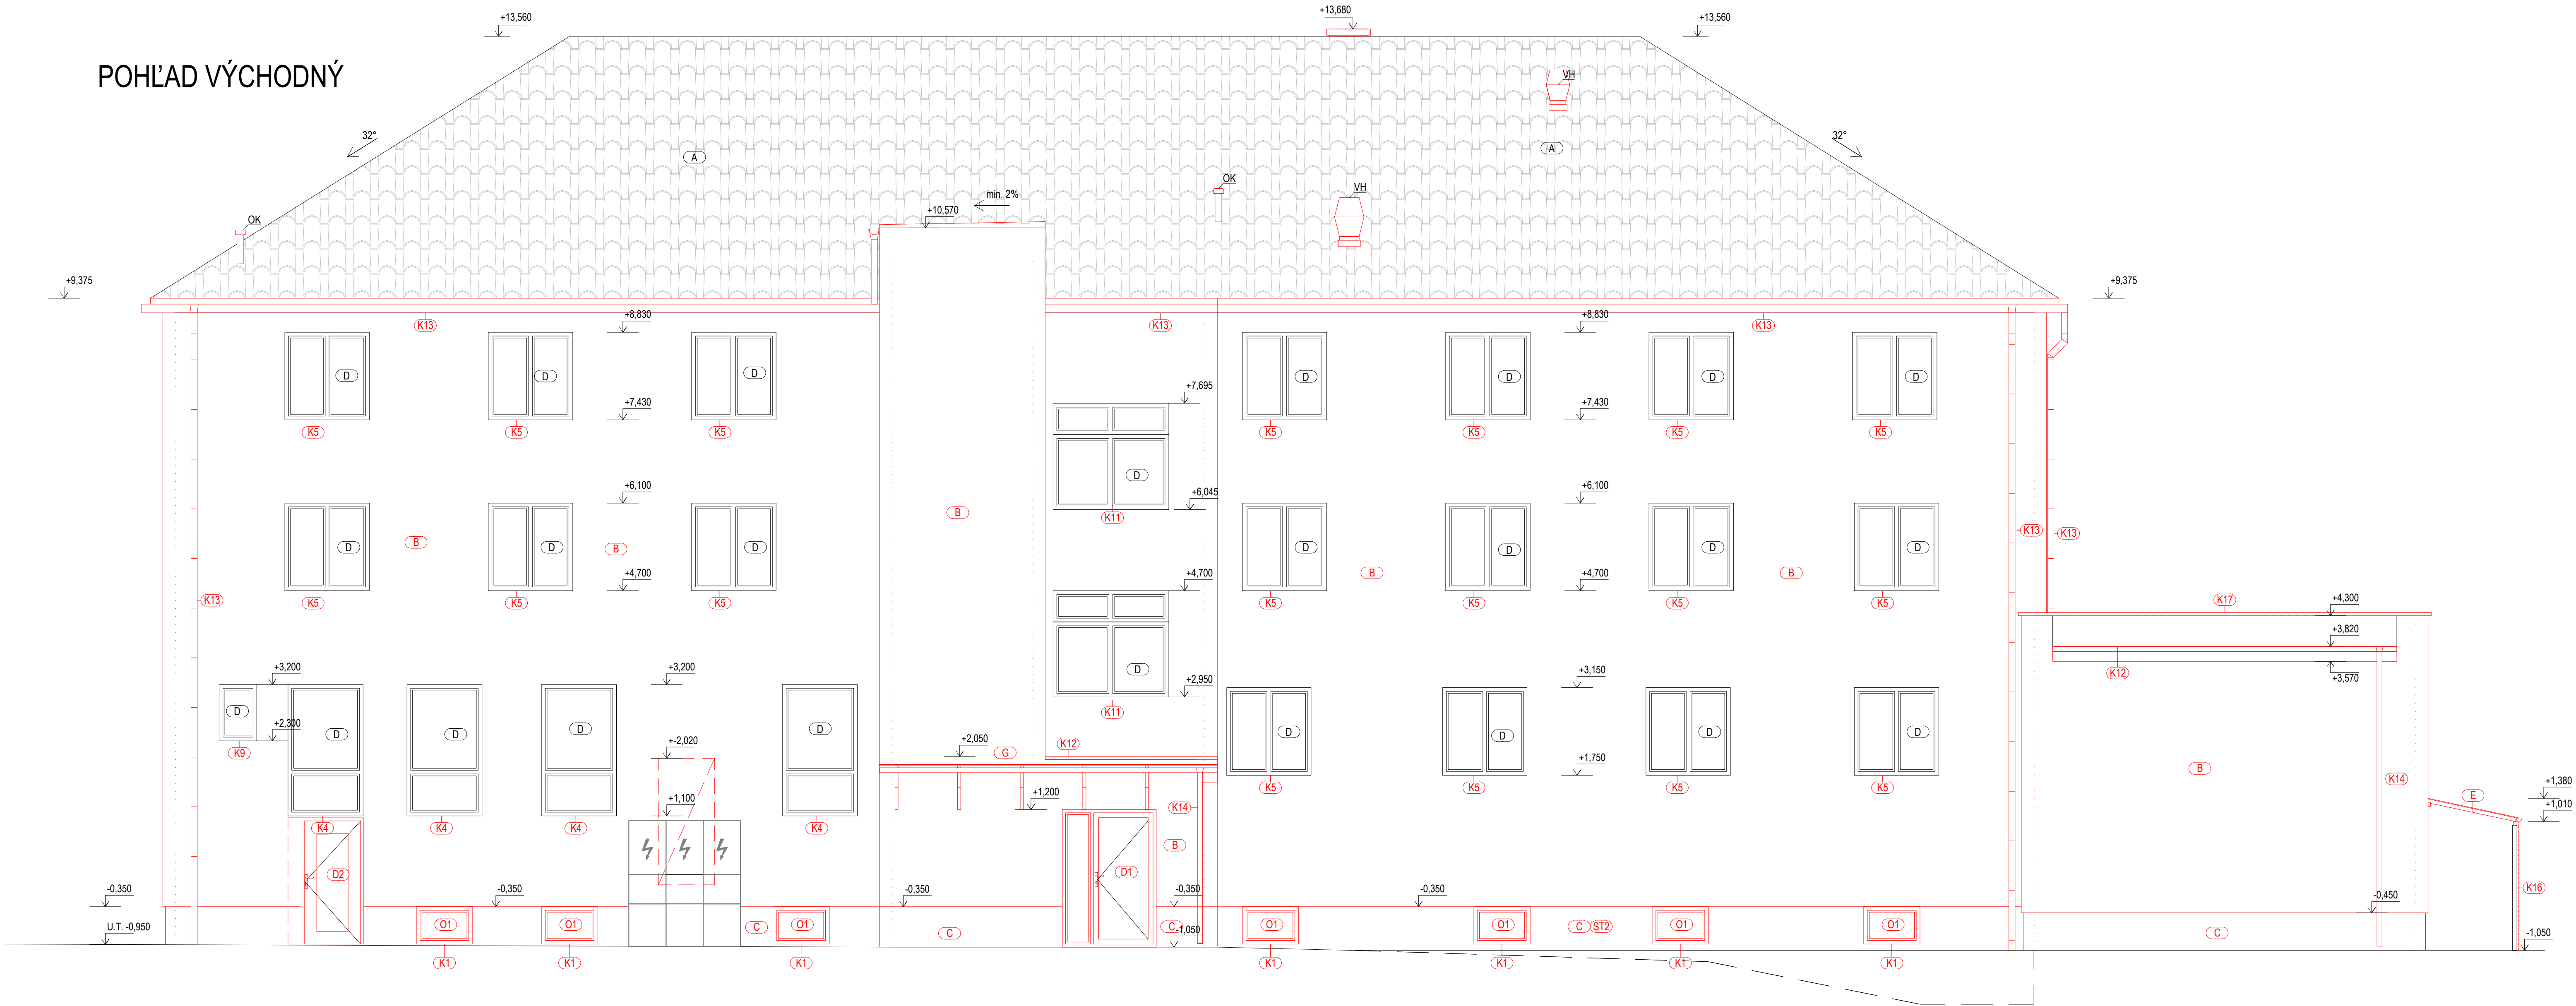 +13,560
+13,680
+13,560
POHĽAD VÝCHODNÝ
VH
32°
32°
A
A
OK
VH
min. 2%
+10,570
OK
+9,375
+9,375
+8,830
+8,830
K13
K13
K13
D
D
D
D
D
D
D
+7,695
+7,430
+7,430
K5
K5
K5
K5
K5
K5
K5
D
+6,100
+6,045
+6,100
B
K11
K13
K13
B
B
D
D
D
D
D
D
D
+4,700
+4,700
+4,700
B
B
K13
K5
K5
K5
K5
K5
K5
K5
K17
+4,300
+3,820
D
K12
+3,570
+3,200
+3,200
+2,950
+3,150
K11
D
+2,300
D
D
D
D
D
D
D
D
K9
+-2,020
+2,050
G
K12
+1,750
B
K14
K5
K5
K5
K5
+1,380
E
+1,010
+1,100
+1,200
K14
K4
K4
K4
K4
B
D2
D1
K16
-0,350
-0,350
-0,350
-0,350
-0,350
-0,450
U.T. -0,950
O1
O1
C
O1
C
C
-1,050
O1
O1
C
ST2
O1
O1
C
-1,050
K1
K1
K1
K1
K1
K1
K1